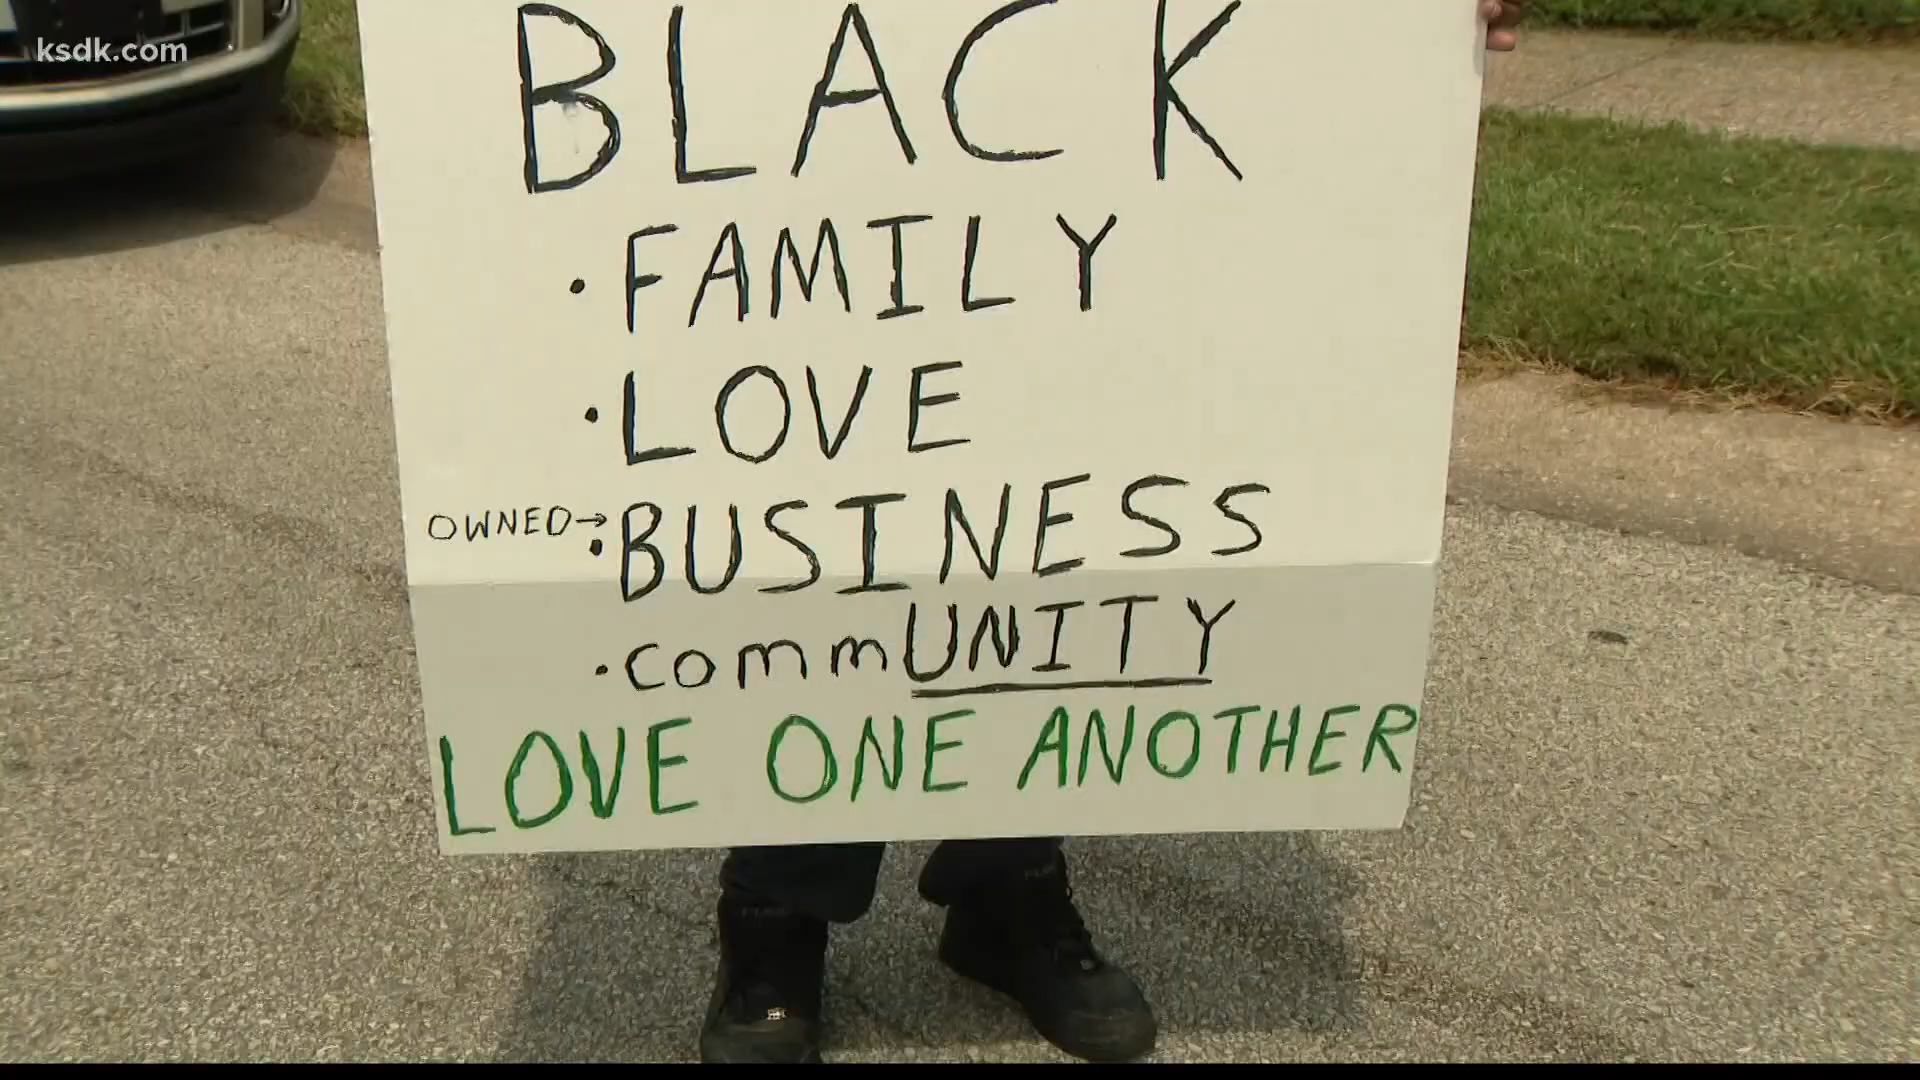 ksdk.com
BLACK
· FAMILY
· LOVE
OWNED→
· BUSINESS
· commUNITY
LOVE ONE ANOTHER